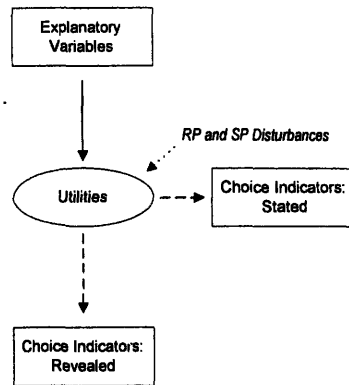 Explanatory
Variables
RP and SP Disturbances
Utilities
Choice Indicators:
Stated
Choice Indicators:
Revealed